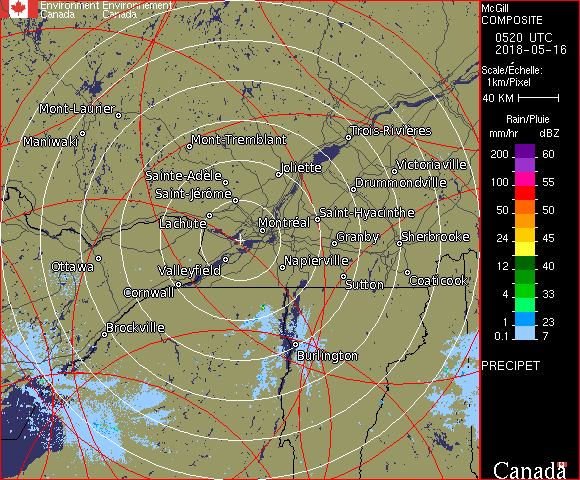 Environment Environnement
Canada Canada
McGill
COMPOSITE
0520 UTC
2018-05-16
Scale/Échelle:
1km/Pixel
40 KM
Rain/Pluie
mm/hr dBZ
200 60
100 55
50 50
24 45
12 40
4 33
1 23
0.1 7
PRECIPET
Mont-Laurier
Maniwaki
Mont-Tremblant
Trois-Rivières
Sainte-Adèle
Joliette
Victoriaville
Saint-Jérôme
Drummondville
Lachute
Montréal
Saint-Hyacinthe
Granby
Sherbrooke
Ottawa
Valleyfield
Napierville
Cornwall
Sutton
Coaticook
Brockville
Burlington
Canada